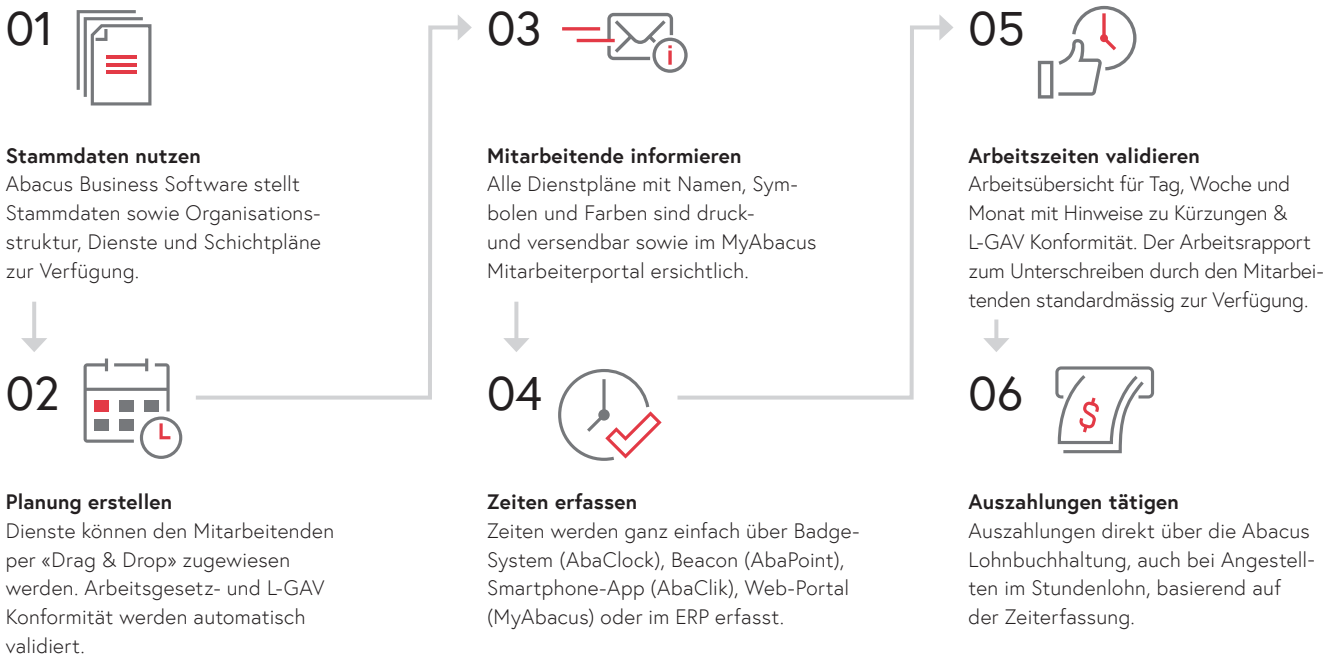 01
Stammdaten nutzen
Abacus Business Software stellt
Stammdaten sowie Organisations-
struktur, Dienste und Schichtpläne
zur Verfügung.
02
Planung erstellen
Dienste können den Mitarbeitenden
per «Drag & Drop» zugewiesen
werden. Arbeitsgesetz- und L-GAV
Konformität werden automatisch
validiert.
03
i
Mitarbeitende informieren
Alle Dienstpläne mit Namen, Sym-
bolen und Farben sind druck-
und versendbar sowie im MyAbacus
Mitarbeiterportal ersichtlich.
04
Zeiten erfassen
Zeiten werden ganz einfach über Badge-
System (AbaClock), Beacon (AbaPoint),
Smartphone-App (AbaClik), Web-Portal
(MyAbacus) oder im ERP erfasst.
05
Arbeitszeiten validieren
Arbeitsübersicht für Tag, Woche und
Monat mit Hinweise zu Kürzungen &
L-GAV Konformität. Der Arbeitsrapport
zum Unterschreiben durch den Mitarbei-
tenden standardmässig zur Verfügung.
06
$
Auszahlungen tätigen
Auszahlungen direkt über die Abacus
Lohnbuchhaltung, auch bei Angestell-
ten im Stundenlohn, basierend auf
der Zeiterfassung.